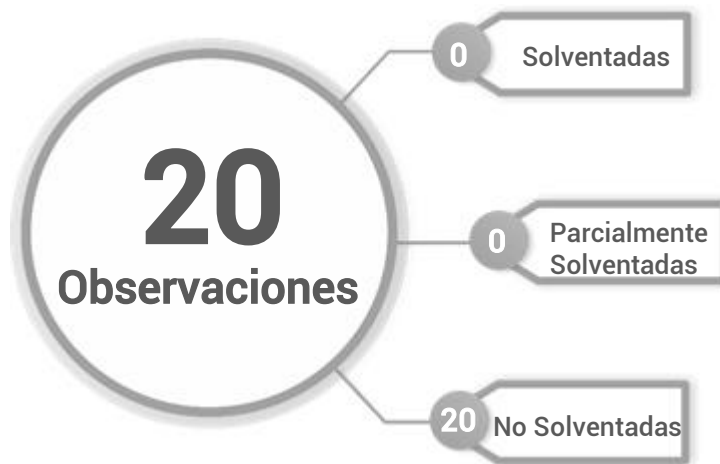 20
Observaciones
0
Solventadas
0
Parcialmente
Solventadas
20
No Solventadas